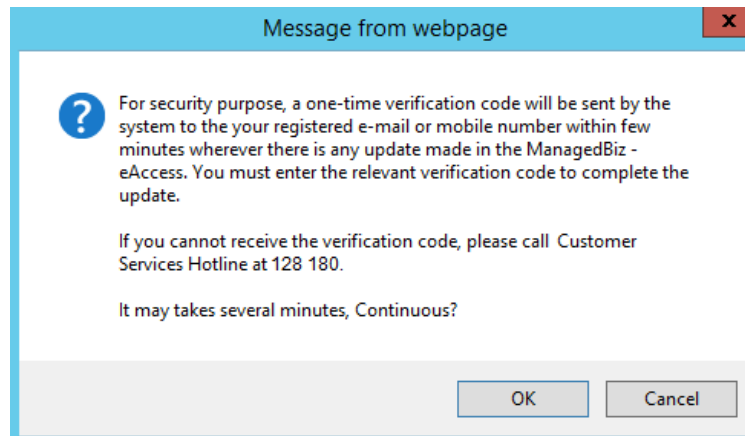 Message from webpage
x
? For security purpose, a one-time verification code will be sent by the
system to the your registered e-mail or mobile number within few
minutes wherever there is any update made in the ManagedBiz -
eAccess. You must enter the relevant verification code to complete the
update.
If you cannot receive the verification code, please call Customer
Services Hotline at 128 180.
It may takes several minutes, Continuous?
OK Cancel